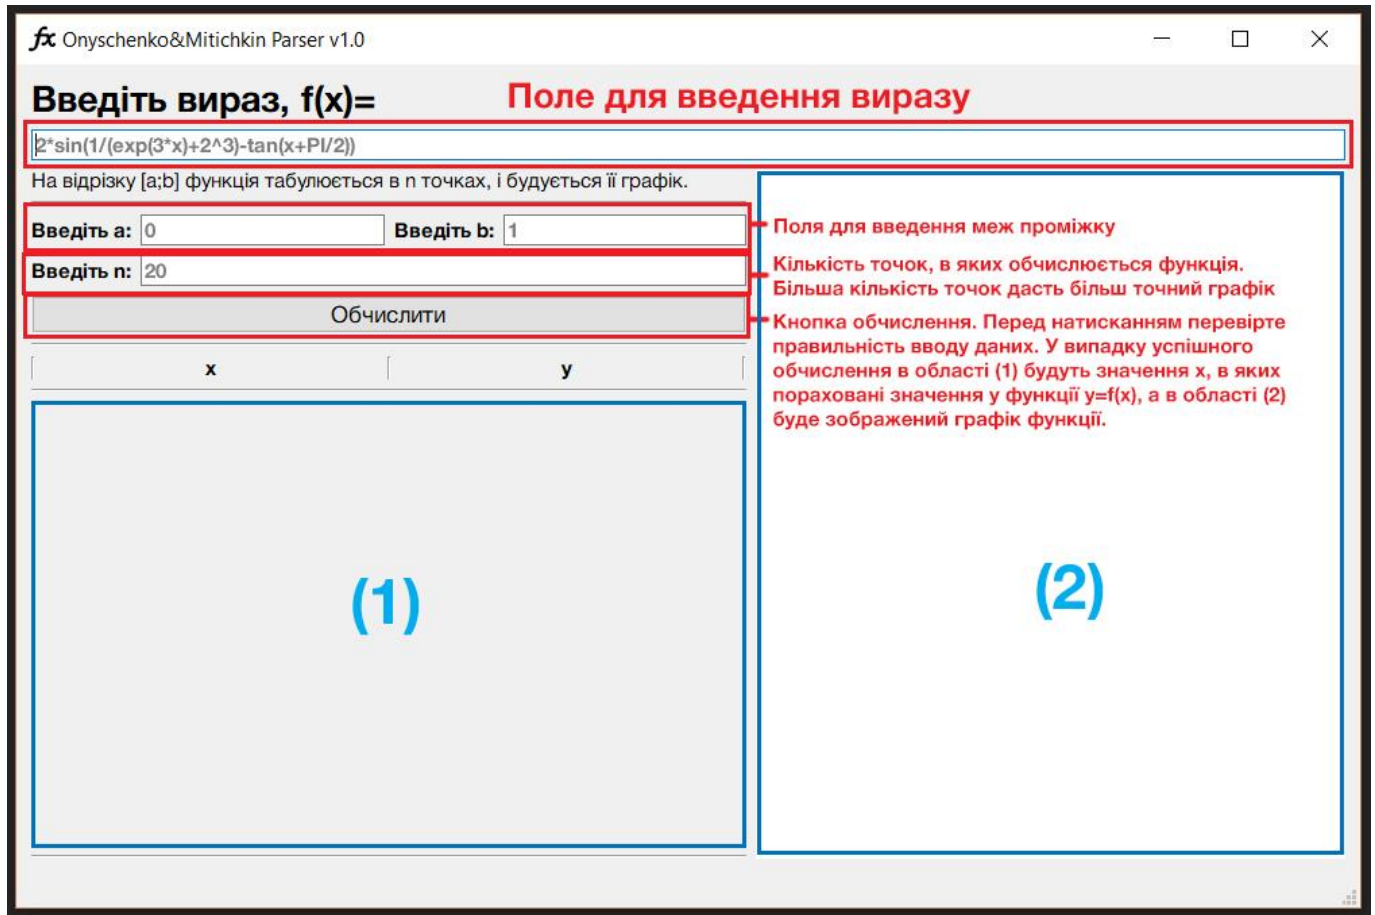 fx Onyschenko&Mitichkin Parser v1.0
Введіть вираз, f(x)=
Поле для введення виразу
2*sin(1/(exp(3*x)+2^3)-tan(x+PI/2))
На відрізку [a;b] функція табулюється в n точках, і будується її графік.
Введіть a: 0 Введіть b: 1
Поля для введення меж проміжку
Введіть n: 20
Кількість точок, в яких обчислюється функція.
Більша кількість точок дасть більш точний графік
Обчислити
Кнопка обчислення. Перед натисканням перевірте
правильність вводу даних. У випадку успішного
обчислення в області (1) будуть значення x, в яких
пораховані значення у функції y=f(x), а в області (2)
буде зображений графік функції.
x y
(1)
(2)